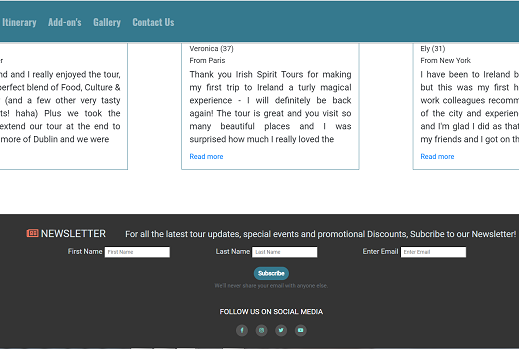 Itinerary Add-on's Gallery Contact Us
r
nd and I really enjoyed the tour,
perfect blend of Food, Culture &
(and a few other very tasty
ts! haha) Plus we took the
extend our tour at the end to
more of Dublin and we were
Veronica (37)
From Paris
Thank you Irish Spirit Tours for making
my first trip to Ireland a turly magical
experience - I will definitely be back
again! The tour is great and you visit so
many beautiful places and I was
surprised how much I really loved the
Read more
Ely (31)
From New York
I have been to Ireland b
but this was my first h
work colleagues recomm
of the city and experien
and I'm glad I did as that
my friends and I got on th
Read more
NEWSLETTER For all the latest tour updates, special events and promotional Discounts, Subcribe to our Newsletter!
First Name First Name Last Name Last Name Enter Email Enter Email
Subscribe
We'll never share your email with anyone else.
FOLLOW US ON SOCIAL MEDIA